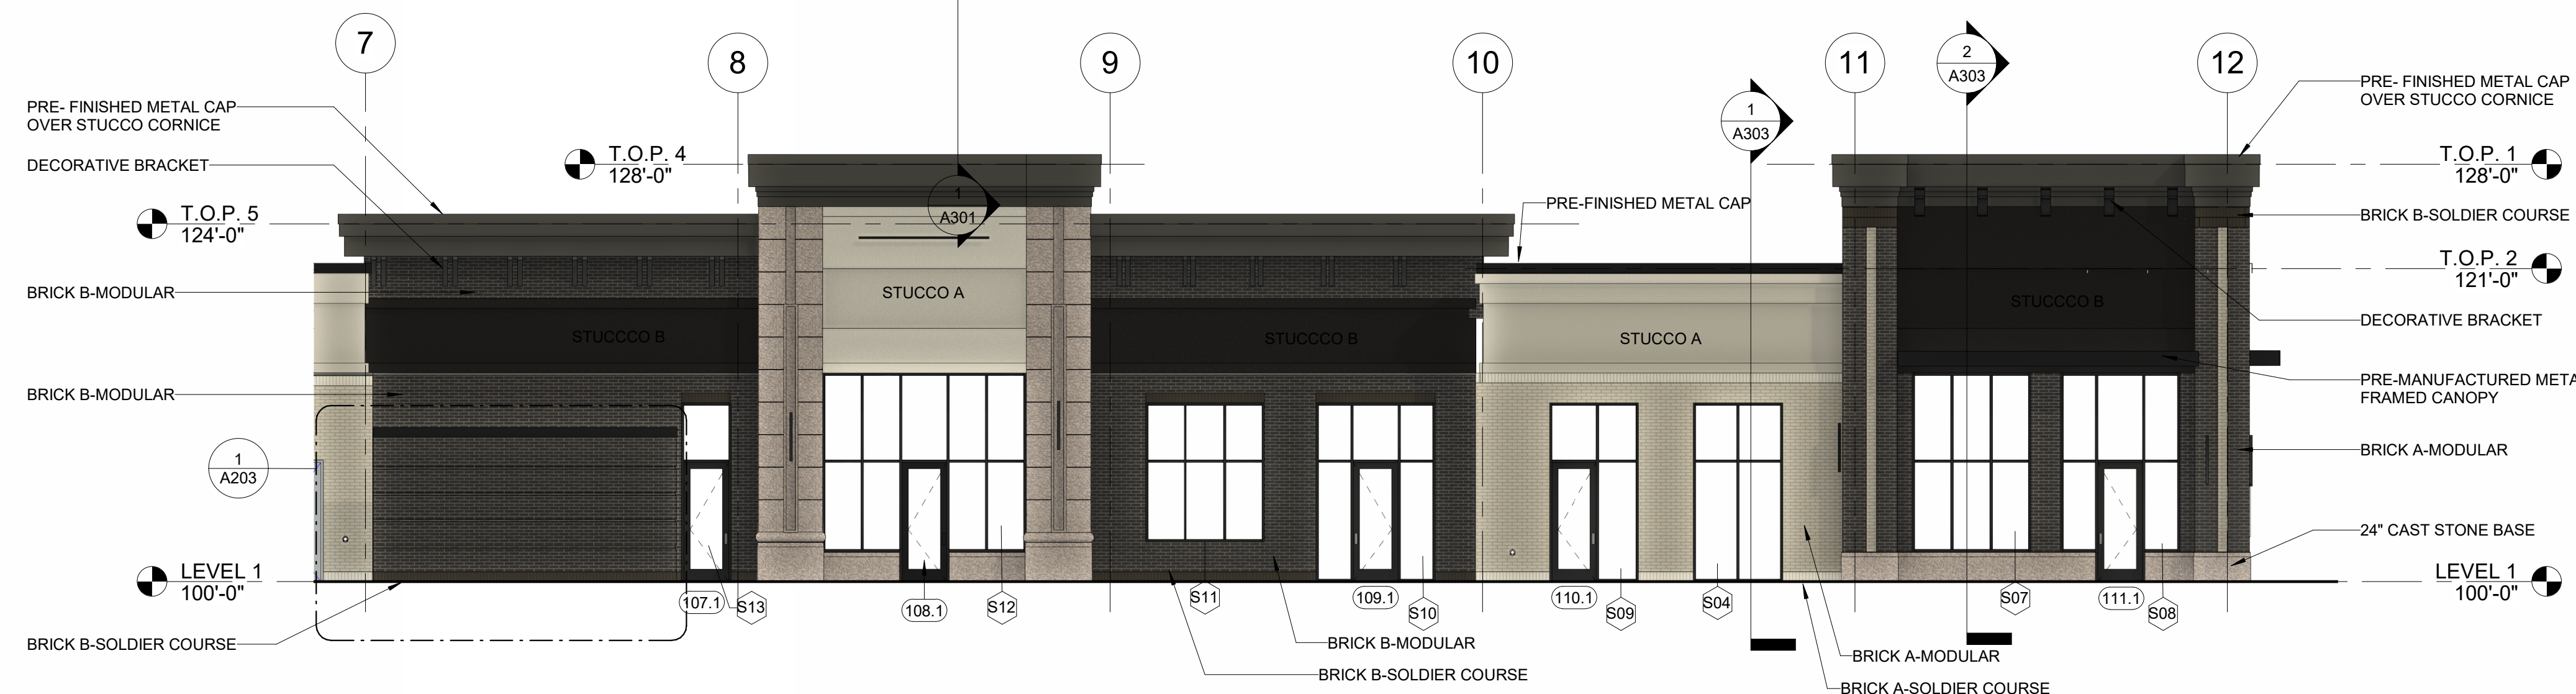 7
8
9
10
11
12
2
A303
1
A303
PRE- FINISHED METAL CAP
OVER STUCCO CORNICE
DECORATIVE BRACKET
T.O.P. 4
128'-0"
T.O.P. 5
124'-0"
1
A301
PRE-FINISHED METAL CAP
PRE- FINISHED METAL CAP
OVER STUCCO CORNICE
T.O.P. 1
128'-0"
BRICK B-SOLDIER COURSE
T.O.P. 2
121'-0"
BRICK B-MODULAR
STUCCO A
STUCCCO B
STUCCCO B
STUCCO A
STUCCCO B
DECORATIVE BRACKET
BRICK B-MODULAR
PRE-MANUFACTURED META
FRAMED CANOPY
1
A203
BRICK A-MODULAR
24" CAST STONE BASE
LEVEL 1
100'-0"
LEVEL 1
100'-0"
107.1
S13
108.1
S12
S11
109.1
S10
110.1
S09
S04
S07
111.1
S08
BRICK B-SOLDIER COURSE
BRICK B-MODULAR
BRICK B-SOLDIER COURSE
BRICK A-MODULAR
BRICK A-SOLDIER COURSE